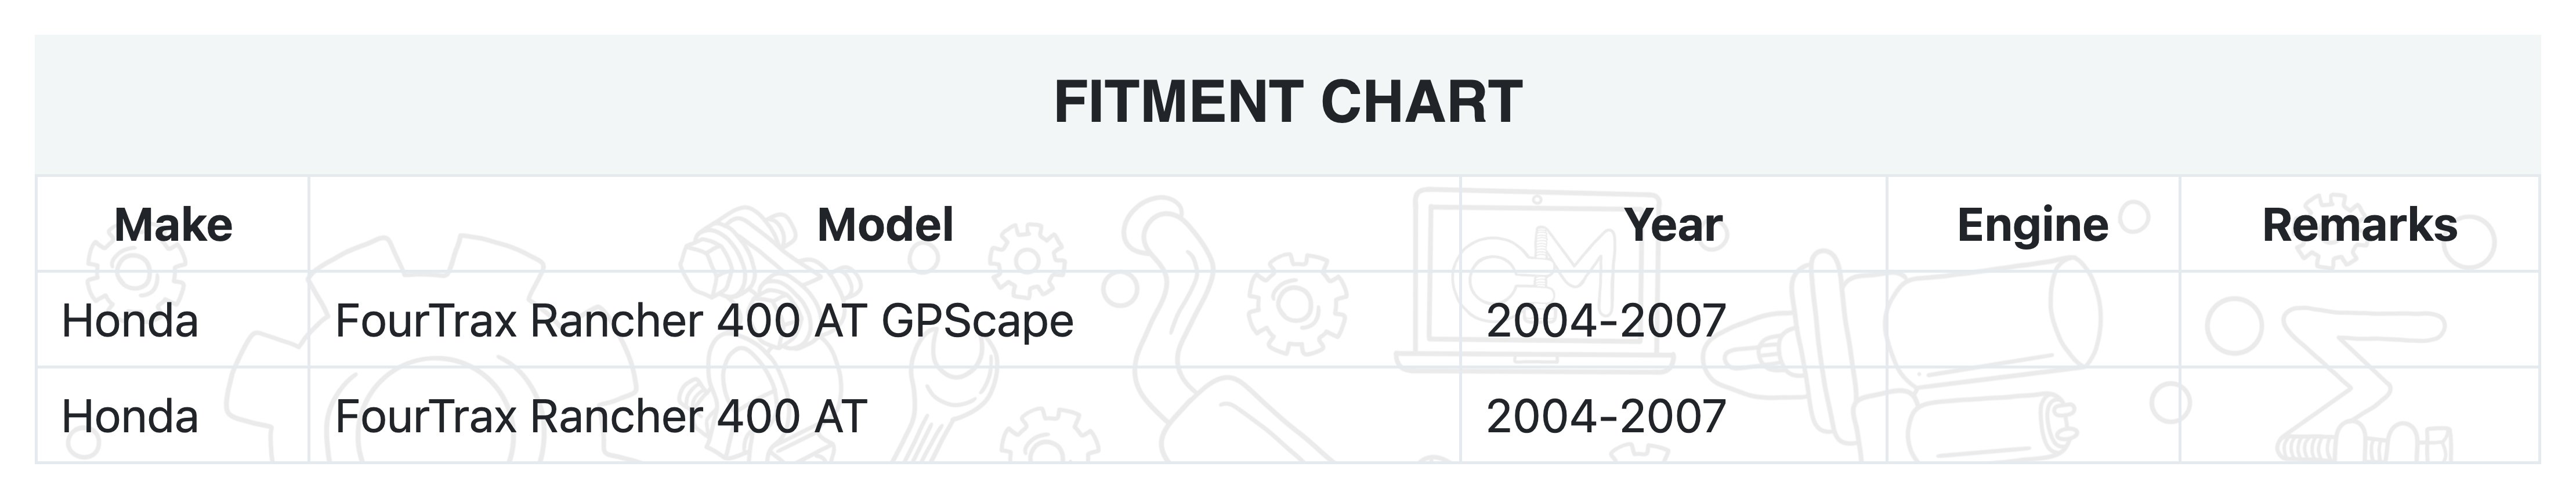 FITMENT CHART
Make Model Year Engine Remarks
Honda FourTrax Rancher 400 AT GPScape 2004-2007
Honda FourTrax Rancher 400 AT 2004-2007
CM